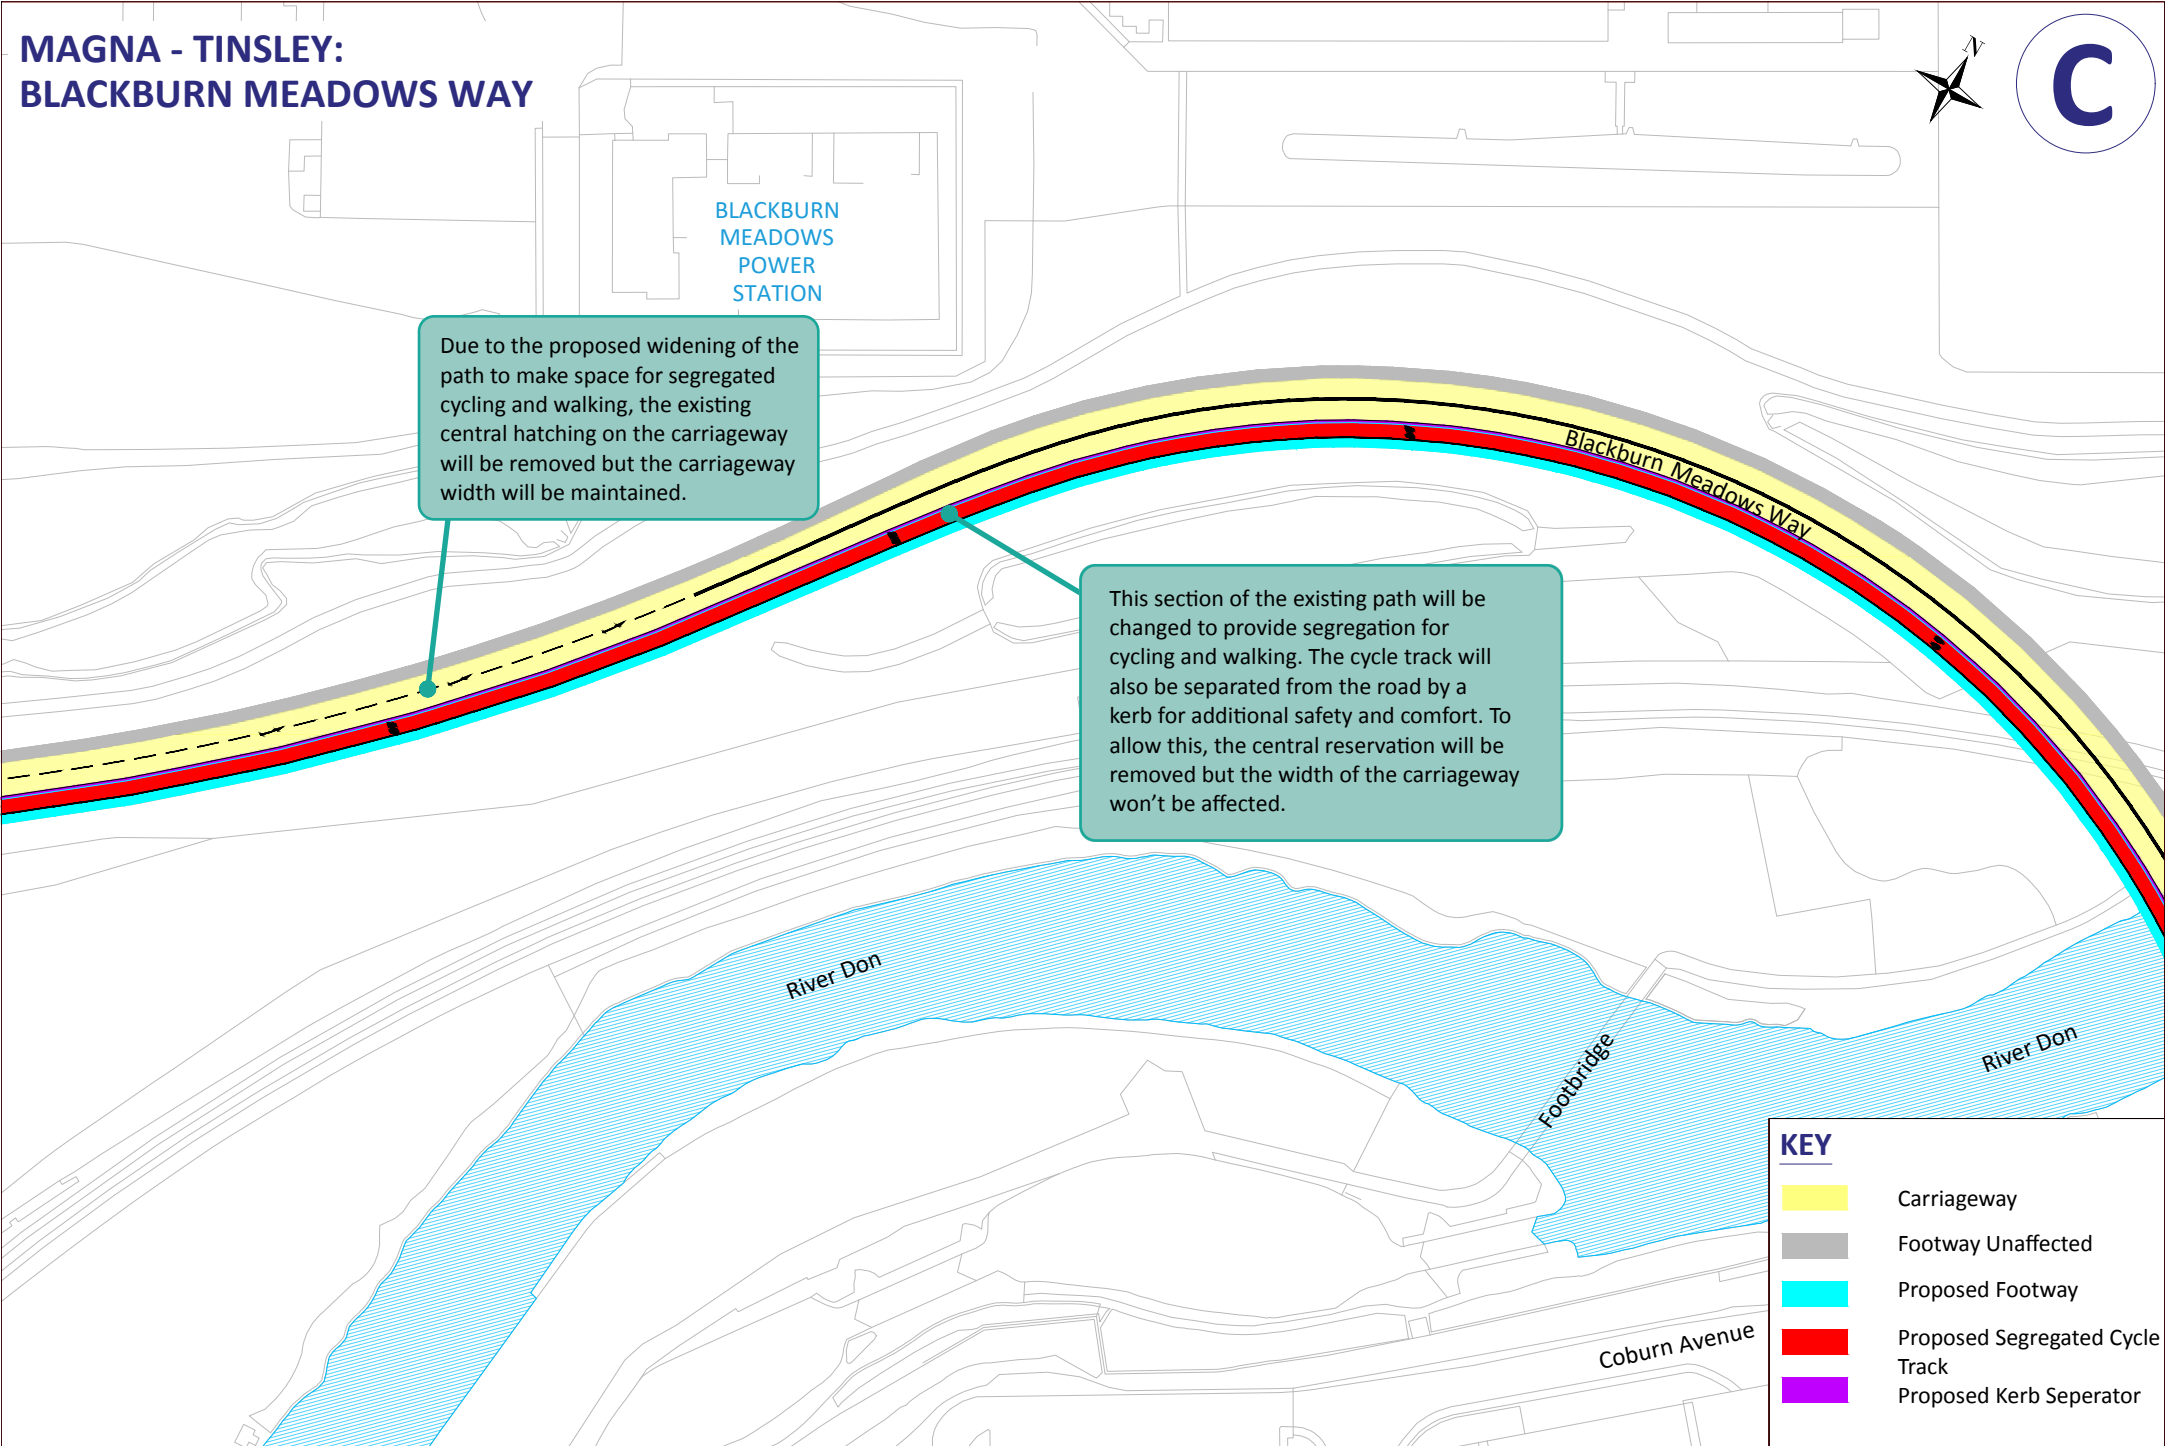 MAGNA - TINSLEY:
BLACKBURN MEADOWS WAY
N
C
BLACKBURN
MEADOWS
POWER
STATION
Due to the proposed widening of the
path to make space for segregated
cycling and walking, the existing
central hatching on the carriageway
will be removed but the carriageway
width will be maintained.
Blackburn Meadows Way
This section of the existing path will be
changed to provide segregation for
cycling and walking. The cycle track will
also be separated from the road by a
kerb for additional safety and comfort. To
allow this, the central reservation will be
removed but the width of the carriageway
won’t be affected.
River Don
Footbridge
River Don
Coburn Avenue
KEY
Carriageway
Footway Unaffected
Proposed Footway
Proposed Segregated Cycle
Track
Proposed Kerb Seperator